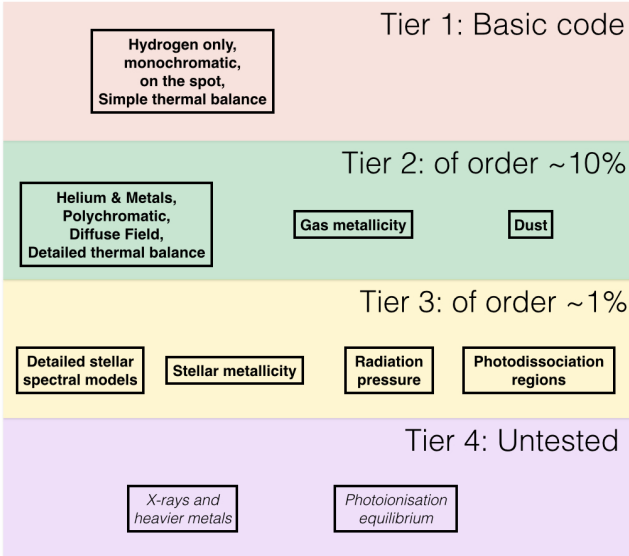 Tier 1: Basic code
Hydrogen only,
monochromatic,
on the spot,
Simple thermal balance
Tier 2: of order ~10%
Helium & Metals,
Polychromatic,
Diffuse Field,
Detailed thermal balance
Gas metallicity
Dust
Tier 3: of order ~1%
Detailed stellar
spectral models
Stellar metallicity
Radiation
pressure
Photodissociation
regions
Tier 4: Untested
X-rays and
heavier metals
Photoionisation
equilibrium